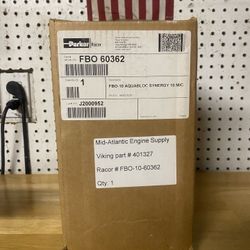 Parker Racor
FBO 60362
1
FBO-10 AQUABLOC SYNERGY 10 MIC
J2000952
Mid-Atlantic Engine Supply
Viking part # 401327
Racor # FBO-10-60362
Qty: 1